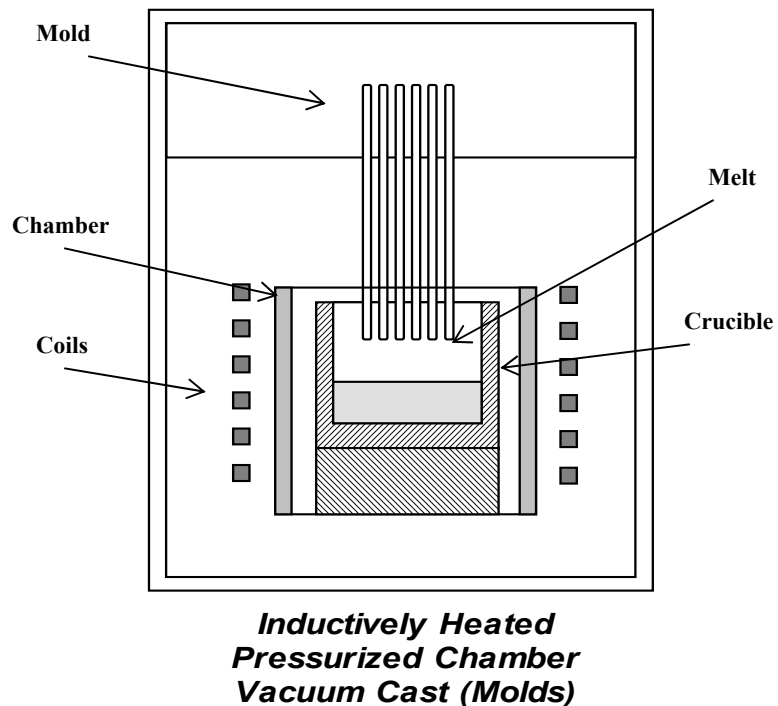 Mold
Melt
Chamber
Crucible
Coils
Inductively Heated
Pressurized Chamber
Vacuum Cast (Molds)